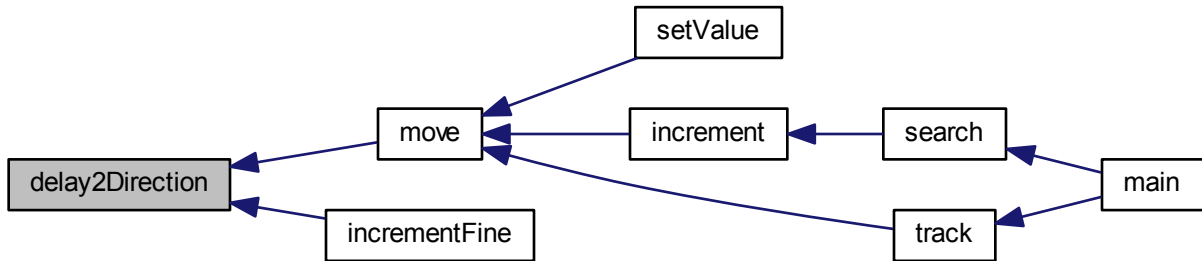 setValue
move
increment
search
delay2Direction
main
incrementFine
track